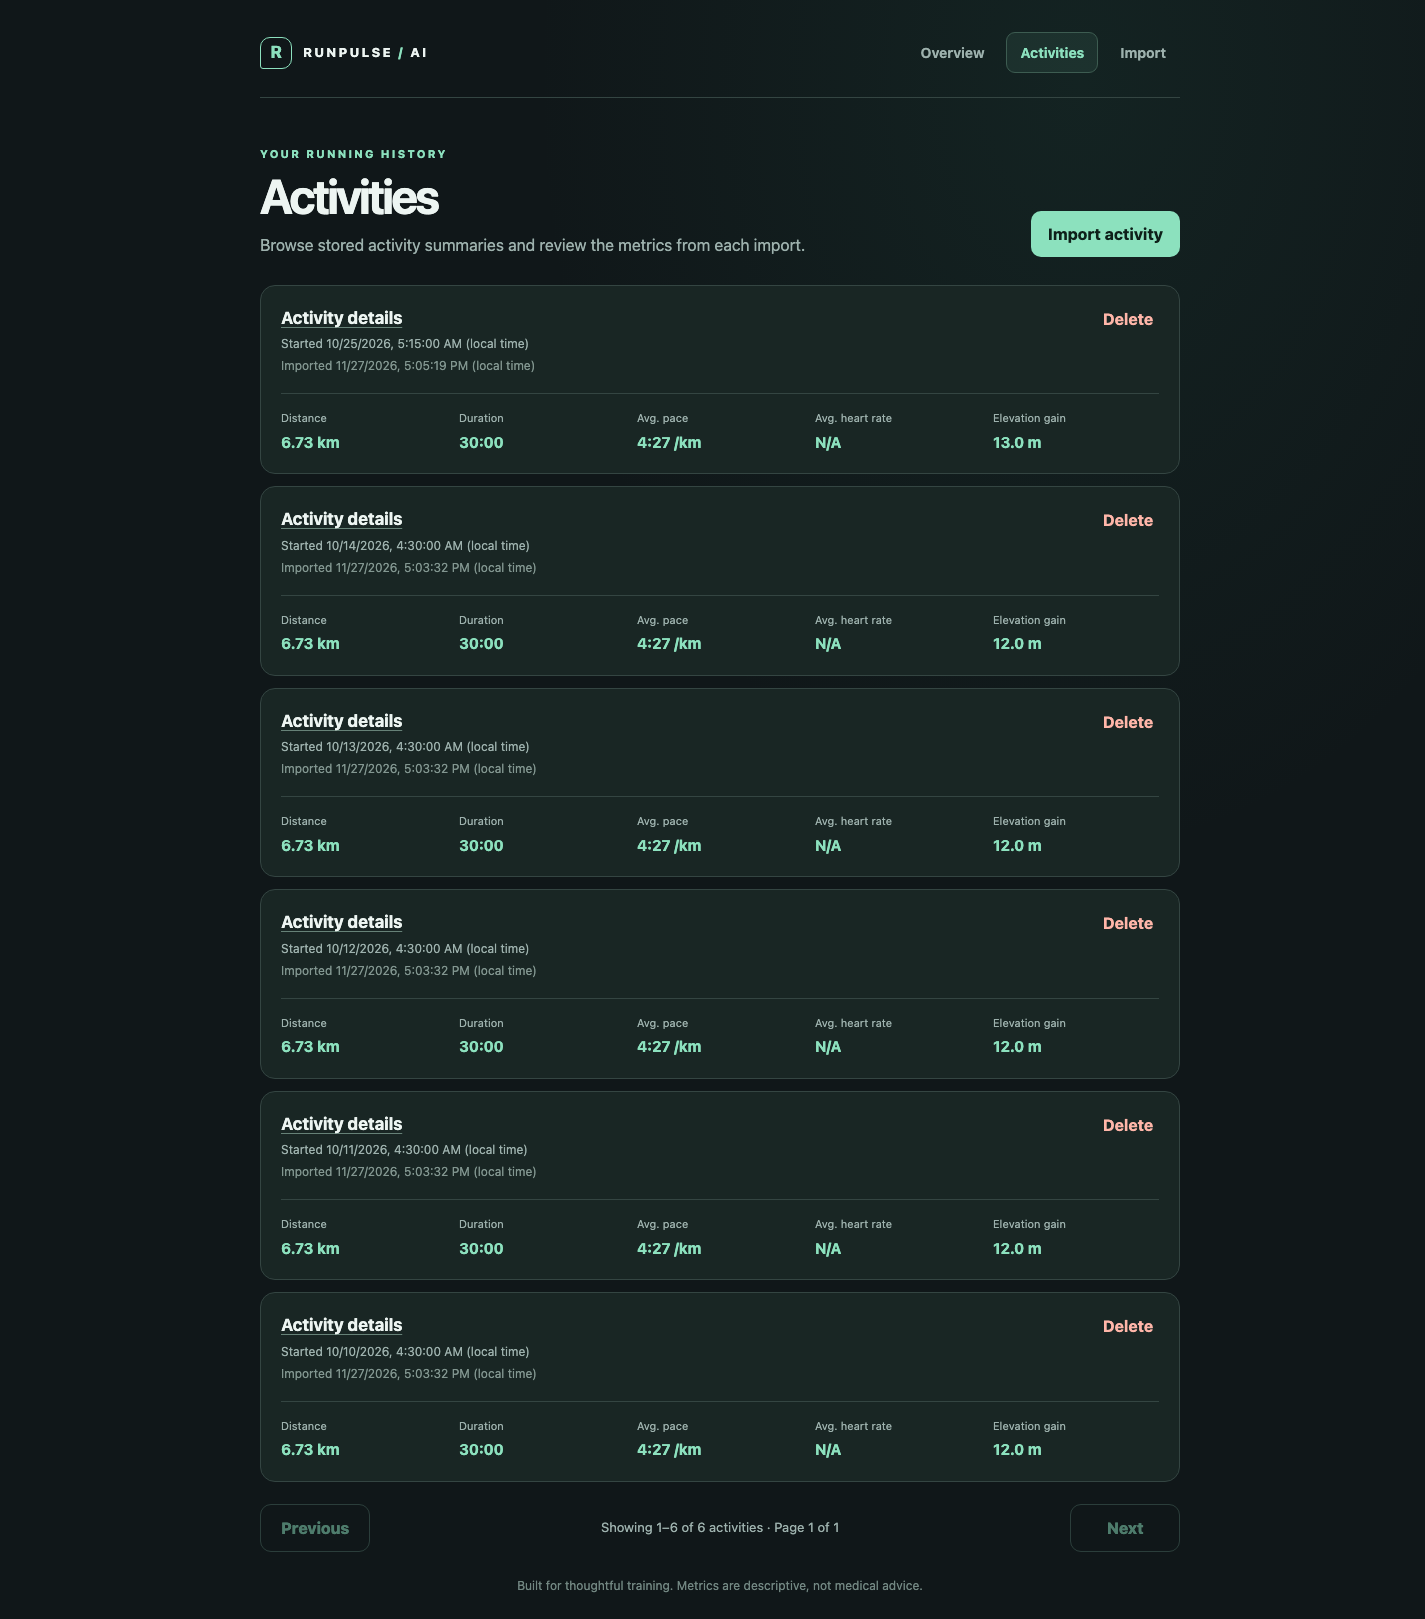 R RUNPULSE / AI
Overview Activities Import
YOUR RUNNING HISTORY
Activities
Browse stored activity summaries and review the metrics from each import.
Import activity
Activity details Delete
Started 10/25/2026, 5:15:00 AM (local time)
Imported 11/27/2026, 5:05:19 PM (local time)
Distance Duration Avg. pace Avg. heart rate Elevation gain
6.73 km 30:00 4:27 /km N/A 13.0 m
Activity details Delete
Started 10/14/2026, 4:30:00 AM (local time)
Imported 11/27/2026, 5:03:32 PM (local time)
Distance Duration Avg. pace Avg. heart rate Elevation gain
6.73 km 30:00 4:27 /km N/A 12.0 m
Activity details Delete
Started 10/13/2026, 4:30:00 AM (local time)
Imported 11/27/2026, 5:03:32 PM (local time)
Distance Duration Avg. pace Avg. heart rate Elevation gain
6.73 km 30:00 4:27 /km N/A 12.0 m
Activity details Delete
Started 10/12/2026, 4:30:00 AM (local time)
Imported 11/27/2026, 5:03:32 PM (local time)
Distance Duration Avg. pace Avg. heart rate Elevation gain
6.73 km 30:00 4:27 /km N/A 12.0 m
Activity details Delete
Started 10/11/2026, 4:30:00 AM (local time)
Imported 11/27/2026, 5:03:32 PM (local time)
Distance Duration Avg. pace Avg. heart rate Elevation gain
6.73 km 30:00 4:27 /km N/A 12.0 m
Activity details Delete
Started 10/10/2026, 4:30:00 AM (local time)
Imported 11/27/2026, 5:03:32 PM (local time)
Distance Duration Avg. pace Avg. heart rate Elevation gain
6.73 km 30:00 4:27 /km N/A 12.0 m
Previous Showing 1–6 of 6 activities · Page 1 of 1 Next
Built for thoughtful training. Metrics are descriptive, not medical advice.